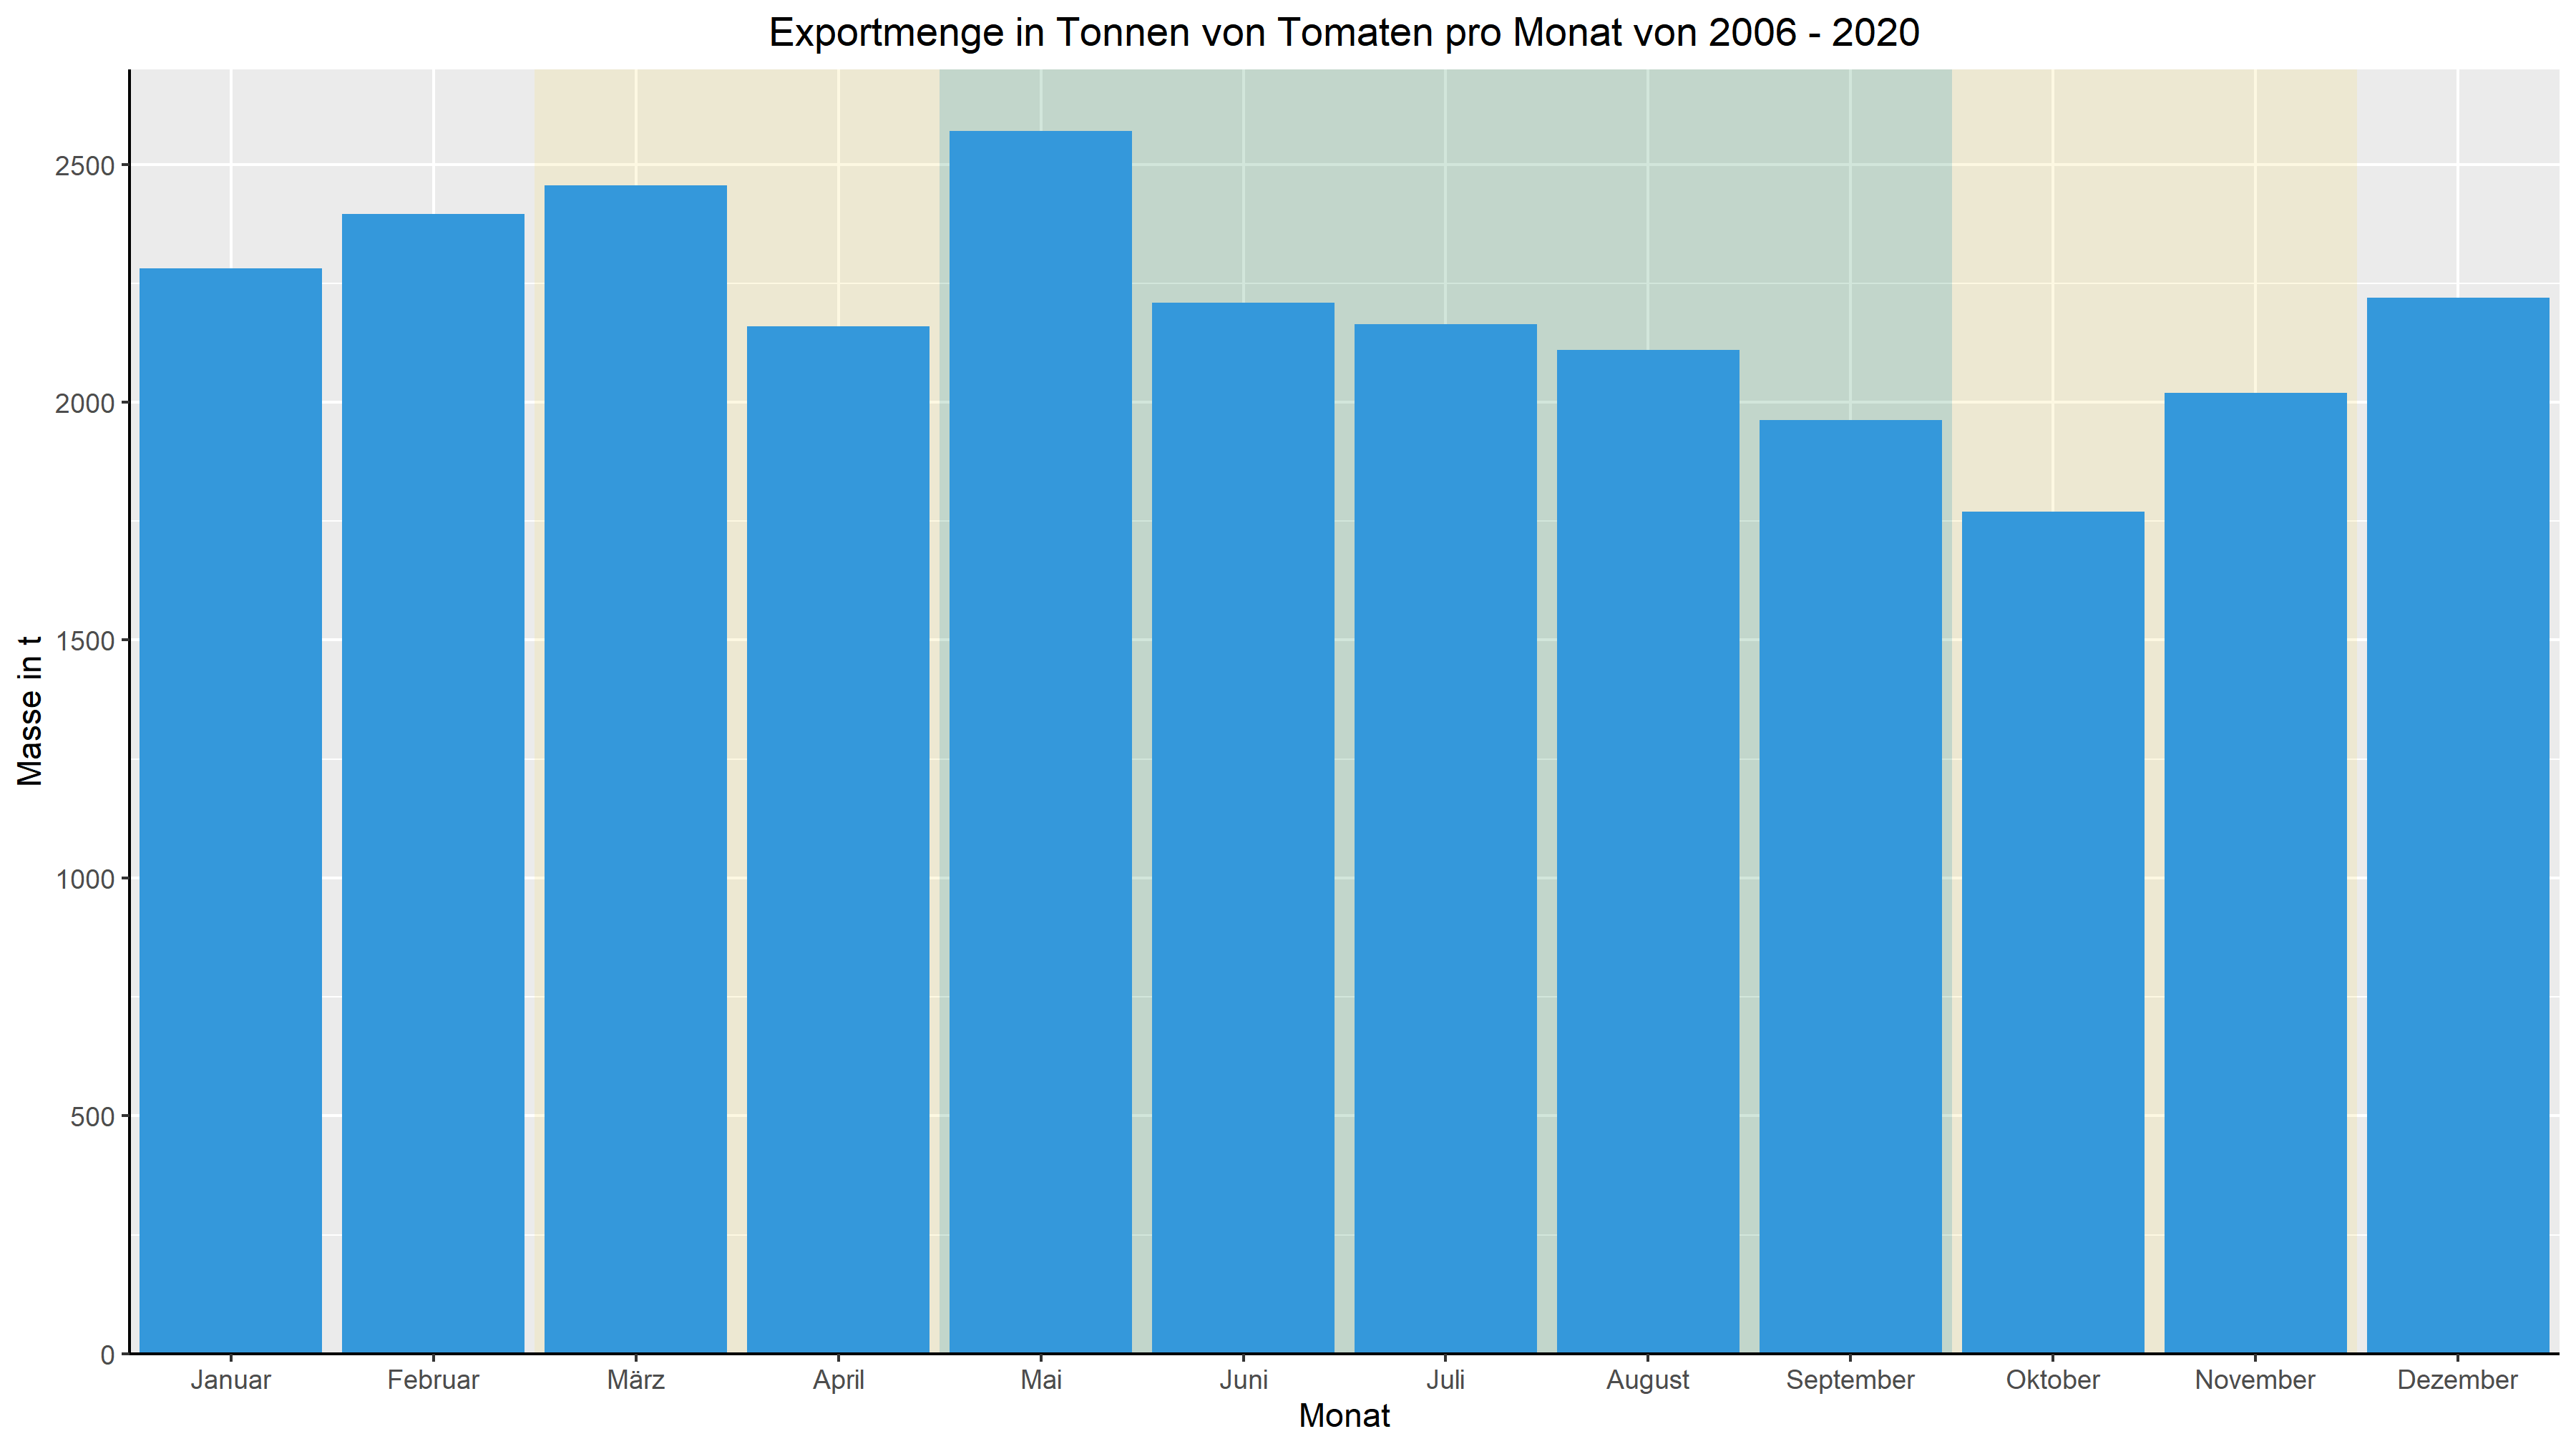 Exportmenge in Tonnen von Tomaten pro Monat von 2006 - 2020
Masse in t
2500
2000
1500
1000
500
0
Januar Februar März April Mai Juni Juli August September Oktober November Dezember
Monat